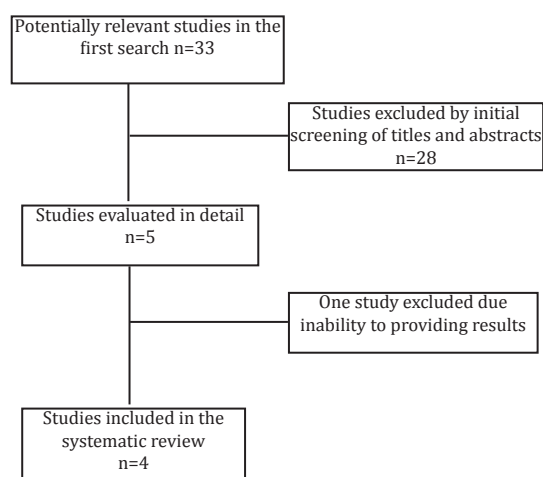 Potentially relevant studies in the
first search n=33
Studies excluded by initial
screening of titles and abstracts
n=28
Studies evaluated in detail
n=5
One study excluded due
inability to providing results
Studies included in the
systematic review
n=4